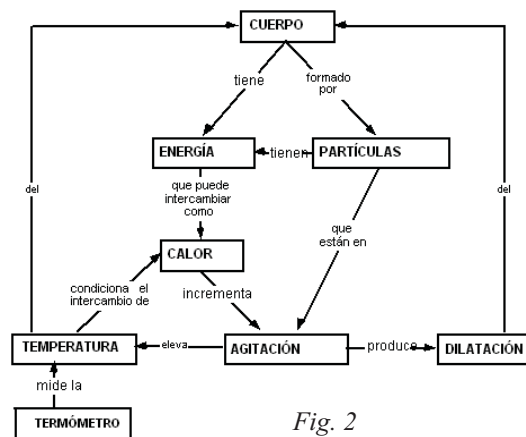 CUERPO
tiene
formado
por
ENERGÍA
tienen
PARTÍCULAS
del
que puede
intercambiar
como
del
que
están en
CALOR
condiciona el
intercambio de
incrementa
TEMPERATURA
eleva
AGITACIÓN
produce
DILATACIÓN
mide la
TERMÓMETRO
Fig. 2